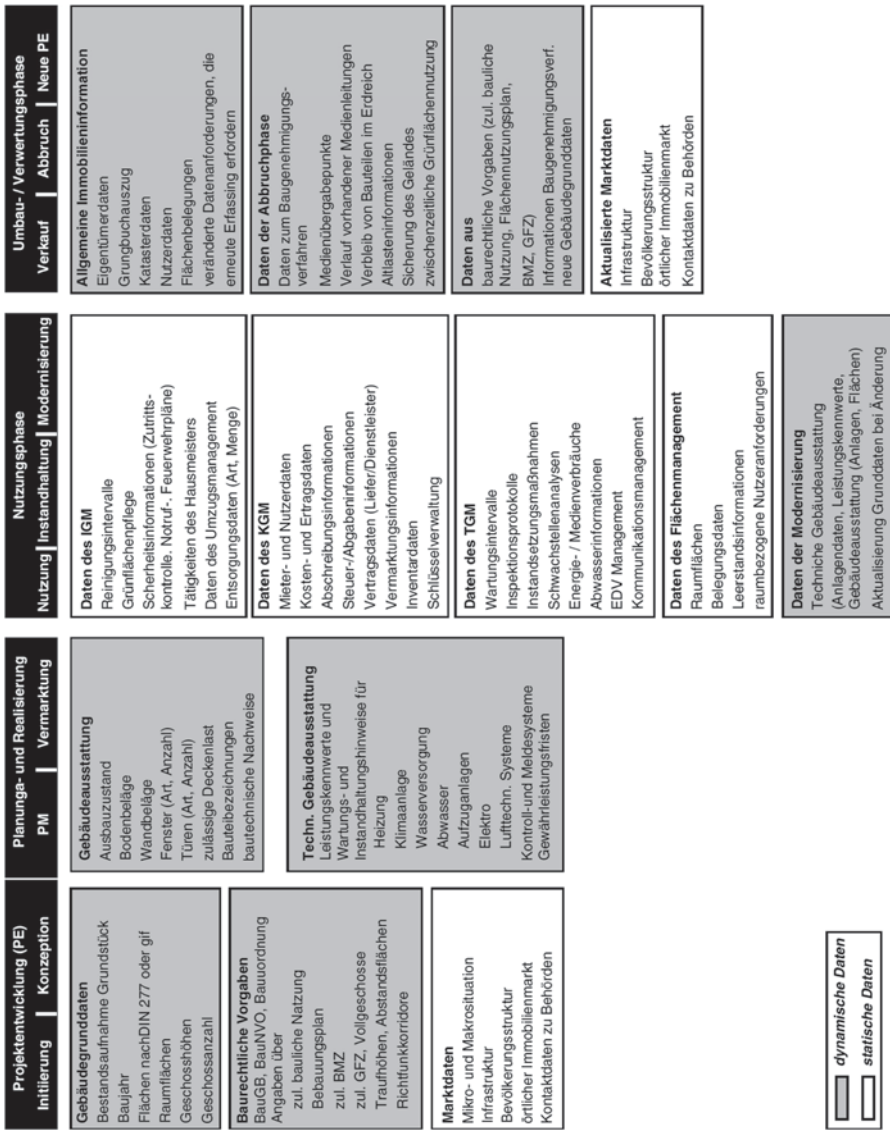 Projektentwicklung (PE)
Initiierung | Konzeption
Gebäudegrunddaten
Bestandsaufnahme Grundstück
Baujahr
Flächen nachDIN 277 oder gif
Raumflächen
Geschosshöhen
Geschossanzahl
Baurechtliche Vorgaben
BauGB, BauNVO, Bauuordnung
Angaben über
zul. bauliche Natzung
Bebauungsplan
zul. BMZ
zul. GFZ, Vollgeschosse
Traufhöhen, Abstandsflächen
Richtfunkkorridore
Marktdaten
Mikro- und Makrosituation
Infrastruktur
Bevölkerungsstruktur
örtlicher Immobilienmarkt
Kontaktdaten zu Behörden
Planunga- und Realisierung
PM | Vermarktung
Gebäudeausstattung
Ausbauzustand
Bodenbeläge
Wandbeläge
Fenster (Art, Anzahl)
Türen (Art, Anzahl)
zulässige Deckenlast
Bauteibezeichnungen
bautechnische Nachweise
Techn. Gebäudeausstattung
Leistungskennwerte und
Wartungs- und
Instandhaltungshinweise für
Heizung
Klimaanlage
Wasserversorgung
Abwasser
Aufzuganlagen
Elektro
Lufttechn. Systeme
Kontroll-und Meldesysteme
Gewährleistungsfristen
Nutzungsphase
Nutzung | Instandhaltung | Modernisierung
Daten des IGM
Reinigungsintervalle
Grünflächenpflege
Scherheitsinformationen (Zutritts-
kontrolle. Notruf-. Feuerwehrpläne)
Tätigkeiten des Hausmeisters
Daten des Umzugsmanagement
Entsorgungsdaten (Art, Menge)
Daten des KGM
Mieter- und Nutzerdaten
Kosten- und Ertragsdaten
Abschreibungsinformationen
Steuer-/Abgabeninformationen
Vertragsdaten (Liefer/Dienstleister)
Vermarktungsinformationen
Inventardaten
Schlüsselverwaltung
Daten des TGM
Wartungsintervalle
Inspektionsprotokolle
Instandsetzungsmaßnahmen
Schwachstellenanalysen
Energie- / Medienverbräuche
Abwasserinformationen
EDV Management
Kommunikationsmanagement
Daten des Flächenmanagement
Raumflächen
Belegungsdaten
Leerstandsinformationen
raumbezogene Nutzeranforderungen
Daten der Modernisierung
Techniche Gebäudeausstattung
(Anlagendaten, Leistungskennwerte,
Gebäudeausstattung (Anlagen, Flächen)
Aktualisierung Grunddaten bei Änderung
Umbau- / Verwertungsphase
Verkauf | Abbruch | Neue PE
Allgemeine Immobilieninformation
Eigentümerdaten
Grungbuchauszug
Katasterdaten
Nutzerdaten
Flächenbelegungen
veränderte Datenanforderungen, die
erneute Erfassing erfordern
Daten der Abbruchphase
Daten zum Baugenehmigungs-
verfahren
Medienübergabepunkte
Verlauf vorhandener Medienleitungen
Verbleib von Bauteilen im Erdreich
Altlasteninformationen
Sicherung des Geländes
zwischenzeitliche Grünflächennutzung
Daten aus
baurechtliche Vorgaben (zul. bauliche
Nutzung, Flächennutzungsplan,
BMZ, GFZ)
Informationen Baugenehmigungsverf.
neue Gebäudegrunddaten
Aktualisierte Marktdaten
Infrastruktur
Bevölkerungsstruktur
örtlicher Immobilienmarkt
Kontaktdaten zu Behörden
dynamische Daten
statische Daten